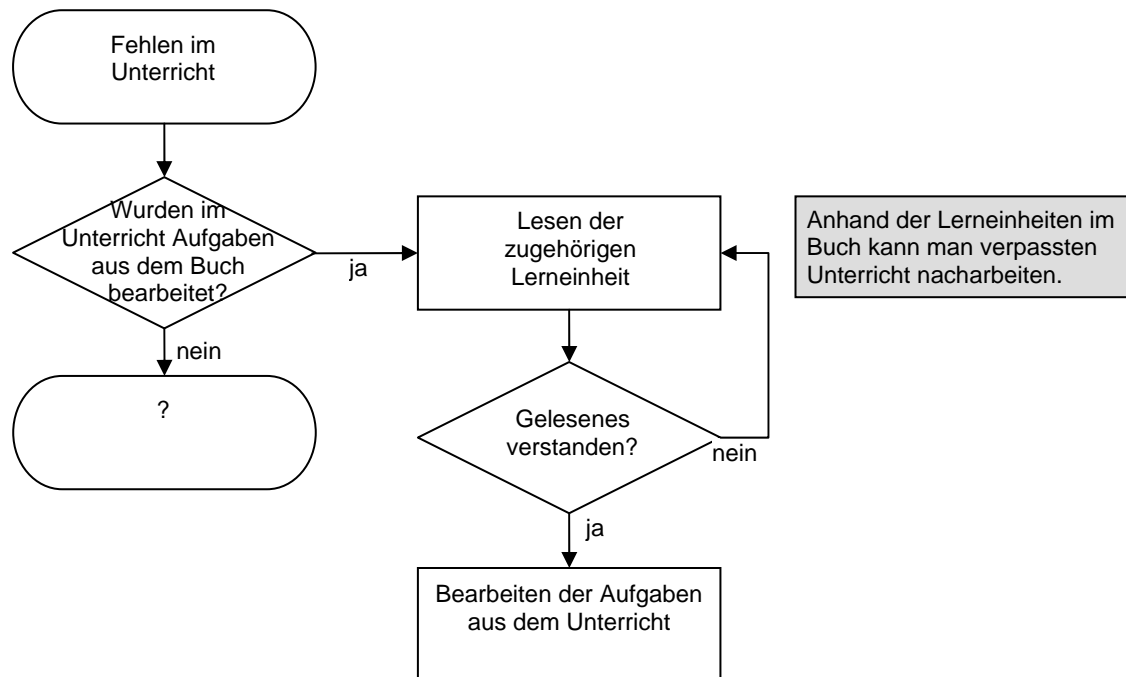 Fehlen im
Unterricht
Wurden im
Unterricht Aufgaben
aus dem Buch
bearbeitet?
ja
nein
?
Lesen der
zugehörigen
Lerneinheit
Anhand der Lerneinheiten im
Buch kann man verpassten
Unterricht nacharbeiten.
Gelesenes
verstanden?
nein
ja
Bearbeiten der Aufgaben
aus dem Unterricht